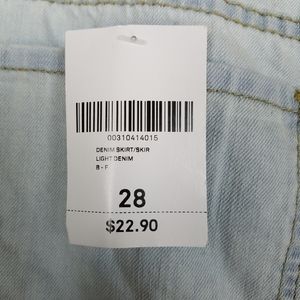 00310414015
DENIM SKIRT/SKIR
LIGHT DENIM
B - F
28
$22.90